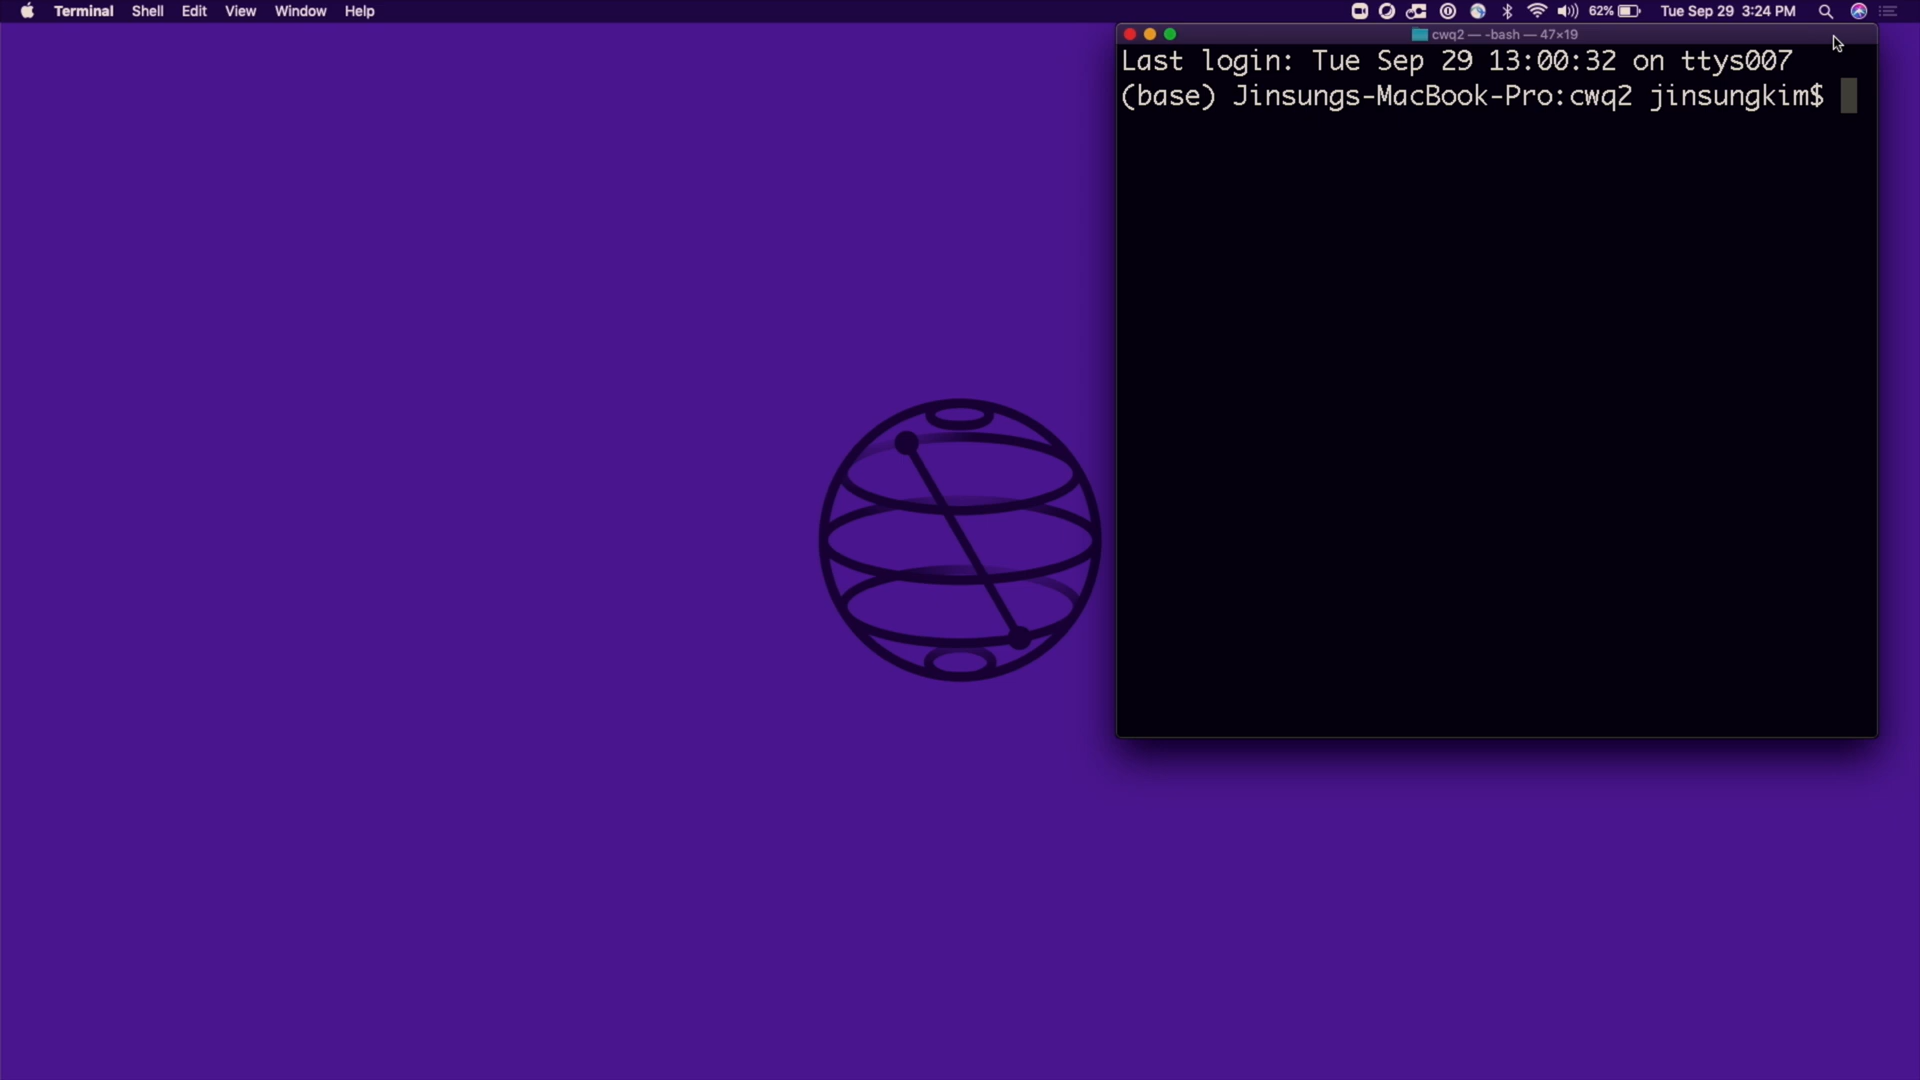 Terminal Shell Edit View Window Help 62% Tue Sep 29 3:24 PM
cwq2 — -bash — 47×19
Last login: Tue Sep 29 13:00:32 on ttys007
(base) Jinsungs-MacBook-Pro:cwq2 jinsungkim$